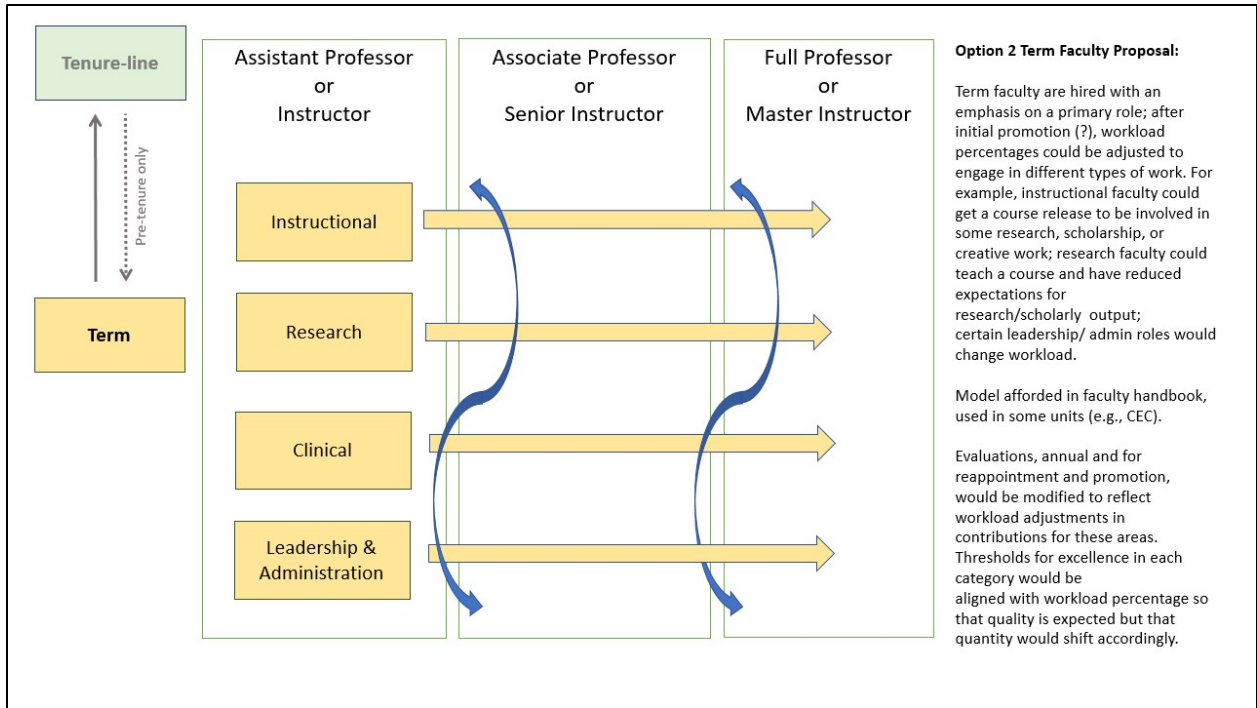 Tenure-line
Pre-tenure only
Term
Assistant Professor
or
Instructor
Associate Professor
or
Senior Instructor
Full Professor
or
Master Instructor
Instructional
Research
Clinical
Leadership &
Administration
Option 2 Term Faculty Proposal:
Term faculty are hired with an
emphasis on a primary role; after
initial promotion (?), workload
percentages could be adjusted to
engage in different types of work. For
example, instructional faculty could
get a course release to be involved in
some research, scholarship, or
creative work; research faculty could
teach a course and have reduced
expectations for
research/scholarly output;
certain leadership/ admin roles would
change workload.
Model afforded in faculty handbook,
used in some units (e.g., CEC).
Evaluations, annual and for
reappointment and promotion,
would be modified to reflect
workload adjustments in
contributions for these areas.
Thresholds for excellence in each
category would be
aligned with workload percentage so
that quality is expected but that
quantity would shift accordingly.